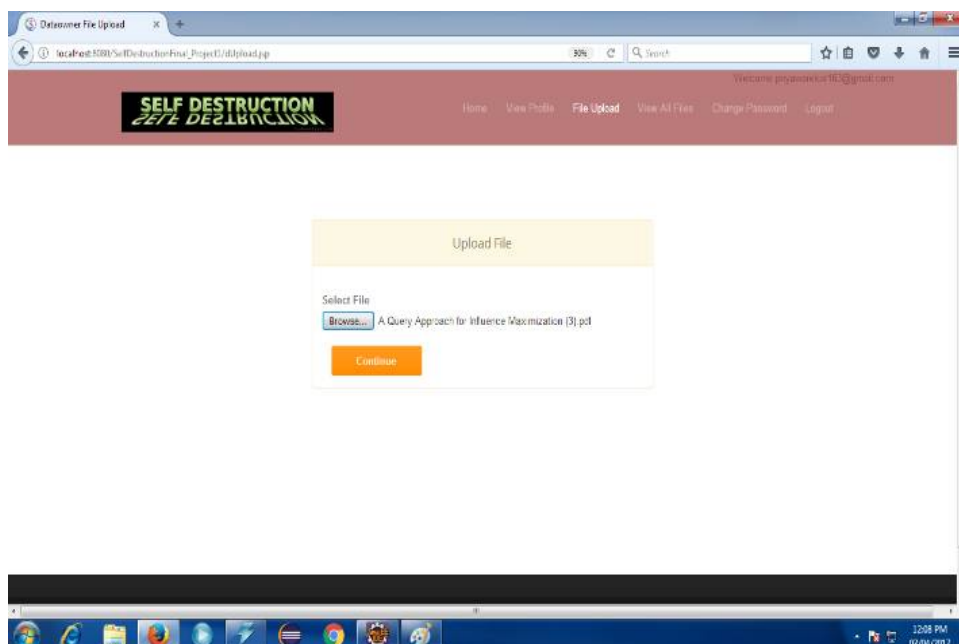 Dataowner File Upload
Search
SELF DESTRUCTION
Home View Profile File Upload View All Files Change Password Logout
Upload File
Select File
Browse... A Query Approach for Influence Maximization (3).pdf
Continue
12:08 PM